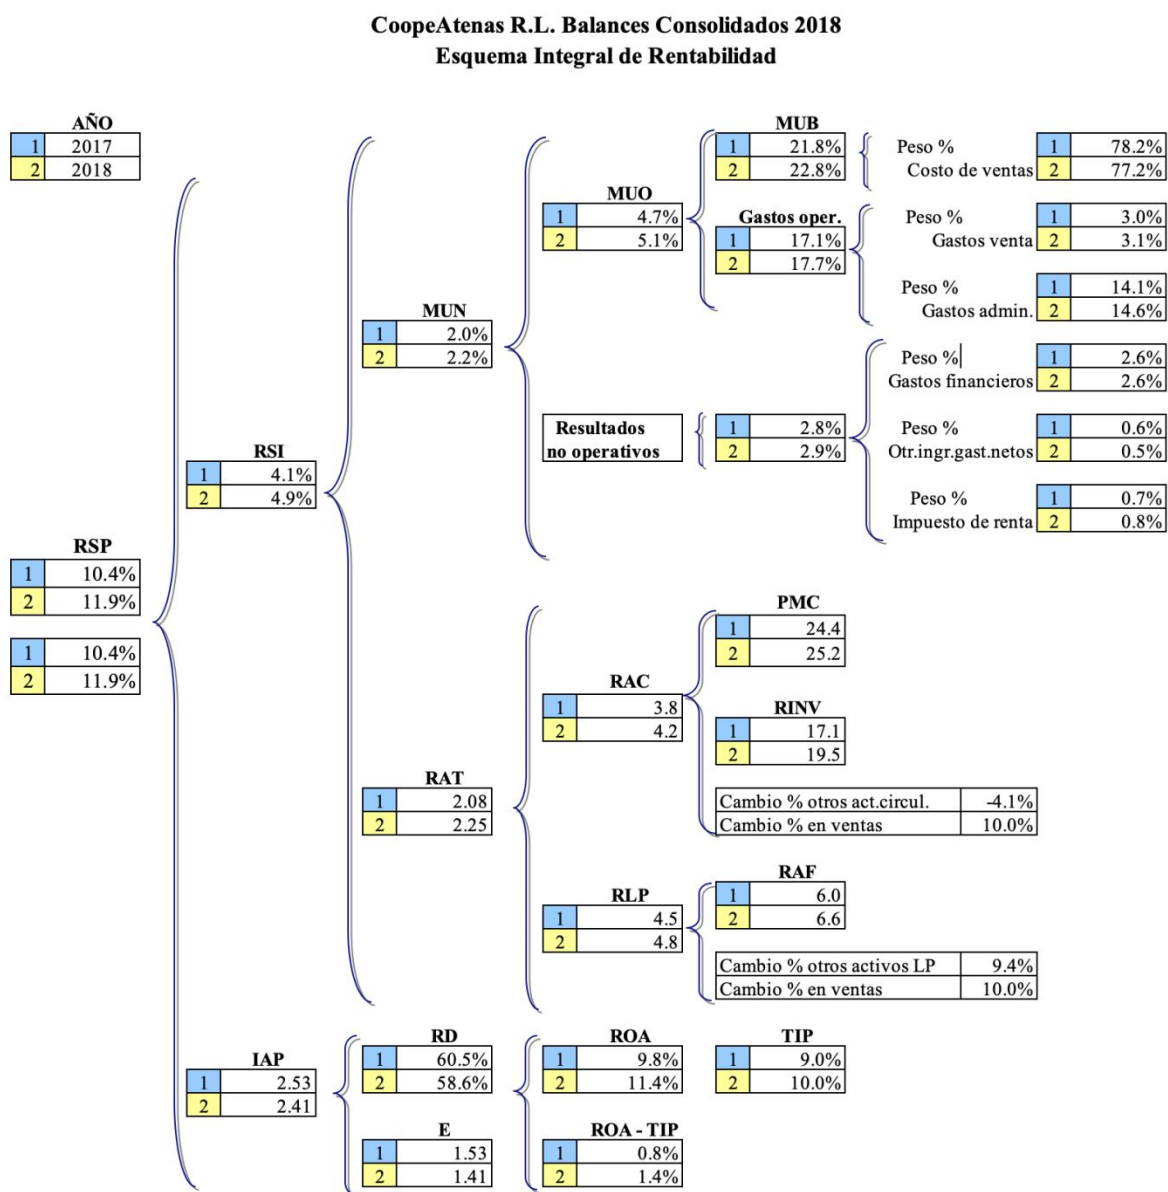 CoopeAtenas R.L. Balances Consolidados 2018
Esquema Integral de Rentabilidad
AÑO
1 2017
2 2018
RSP
1 10.4%
2 11.9%
1 10.4%
2 11.9%
RSI
1 4.1%
2 4.9%
MUN
1 2.0%
2 2.2%
MUO
1 4.7%
2 5.1%
MUB
1 21.8%
2 22.8%
Peso %
Costo de ventas
1 78.2%
2 77.2%
Gastos oper.
1 17.1%
2 17.7%
Peso %
Gastos venta
1 3.0%
2 3.1%
Peso %
Gastos admin.
1 14.1%
2 14.6%
Resultados
no operativos
1 2.8%
2 2.9%
Peso %
Gastos financieros
1 2.6%
2 2.6%
Peso %
Otr.ingr.gast.netos
1 0.6%
2 0.5%
Peso %
Impuesto de renta
1 0.7%
2 0.8%
RAT
1 2.08
2 2.25
RAC
1 3.8
2 4.2
PMC
1 24.4
2 25.2
RINV
1 17.1
2 19.5
Cambio % otros act.circul. -4.1%
Cambio % en ventas 10.0%
RLP
1 4.5
2 4.8
RAF
1 6.0
2 6.6
Cambio % otros activos LP 9.4%
Cambio % en ventas 10.0%
IAP
1 2.53
2 2.41
RD
1 60.5%
2 58.6%
ROA
1 9.8%
2 11.4%
TIP
1 9.0%
2 10.0%
E
1 1.53
2 1.41
ROA - TIP
1 0.8%
2 1.4%